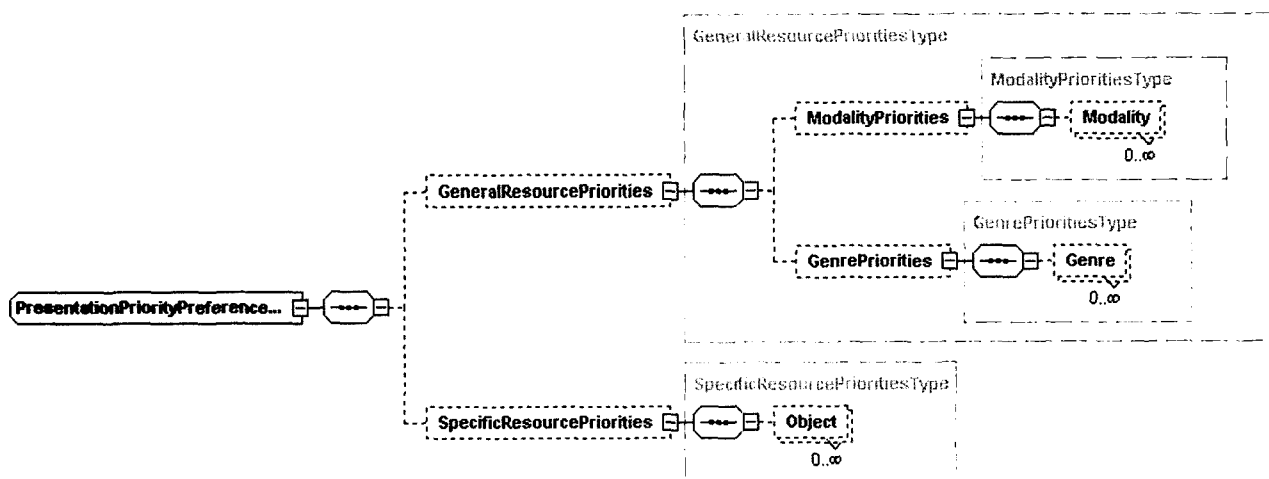 GeneralResourcePrioritiesType
ModalityPrioritiesType
ModalityPriorities
Modality
0..∞
GeneralResourcePriorities
GenrePrioritiesType
GenrePriorities
Genre
0..∞
PresentationPriorityPreference...
SpecificResourcePrioritiesType
SpecificResourcePriorities
Object
0..∞